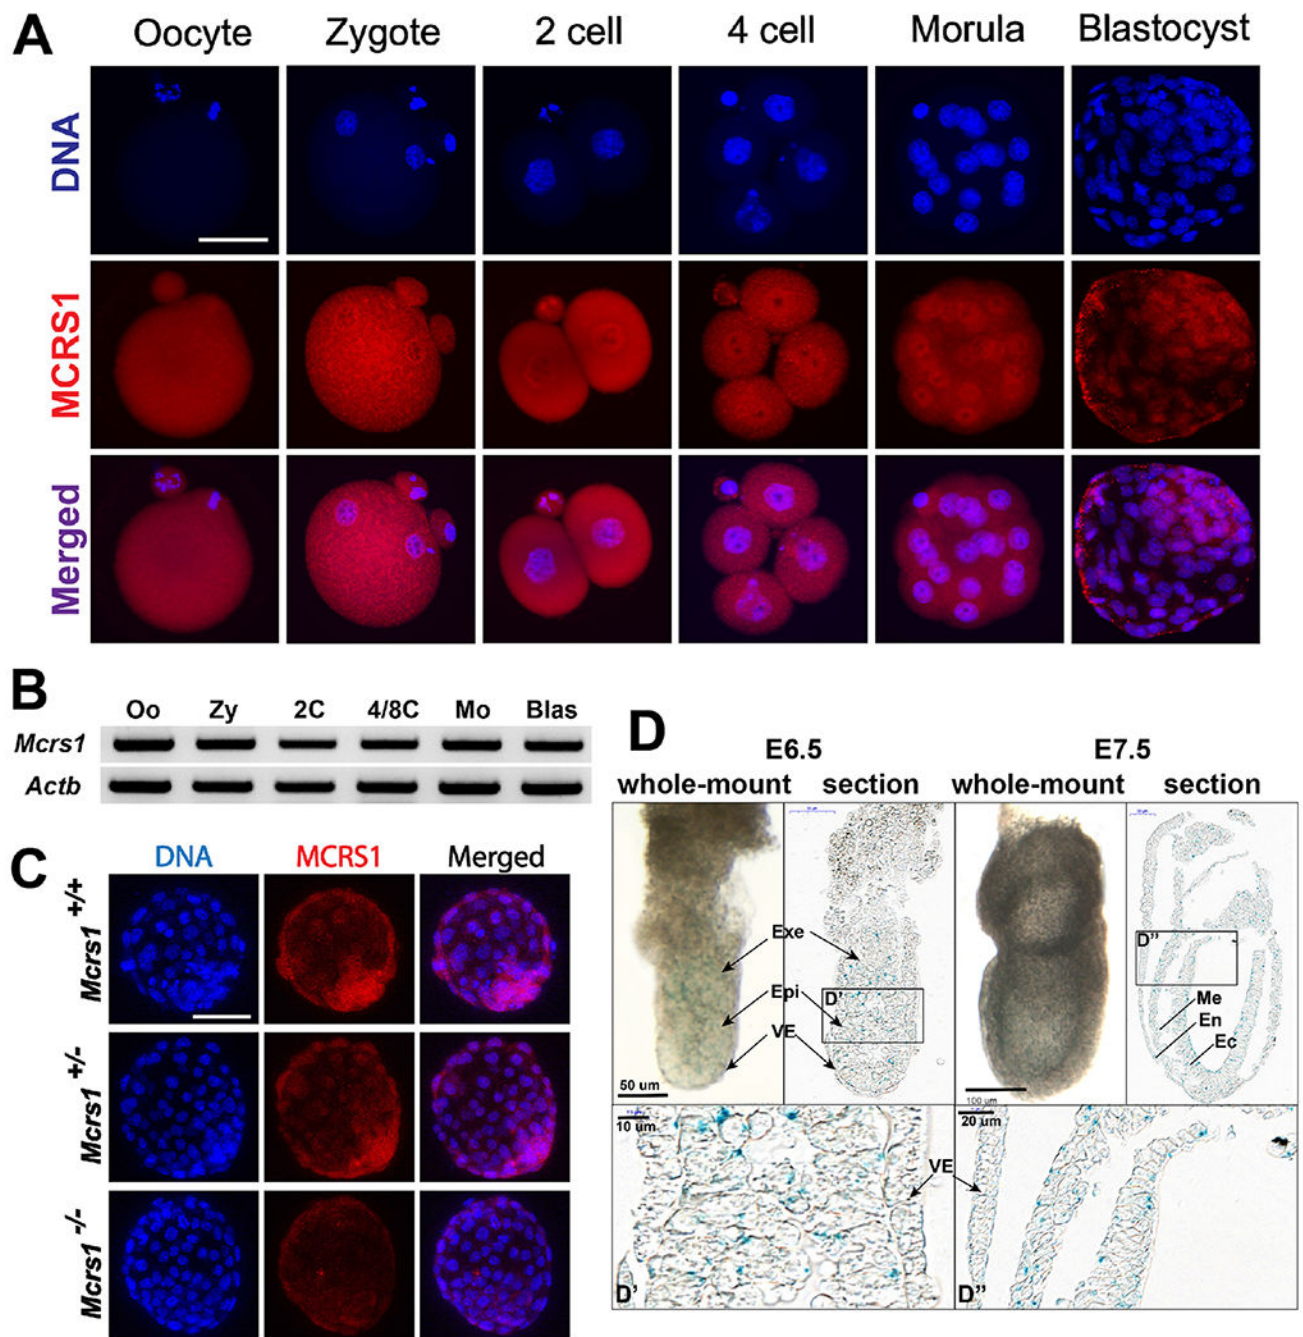 A
Oocyte Zygote 2 cell 4 cell Morula Blastocyst
DNA
MCRS1
Merged
B
Oo Zy 2C 4/8C Mo Blas
Mcrs1
Actb
C
DNA MCRS1 Merged
Mcrs1 +/+
Mcrs1 +/-
Mcrs1 -/-
D
E6.5 E7.5
whole-mount section whole-mount section
Exe
Epi
VE
D'
50 um
D"
Me
En
Ec
100 um
10 um
VE
D'
20 um
D"